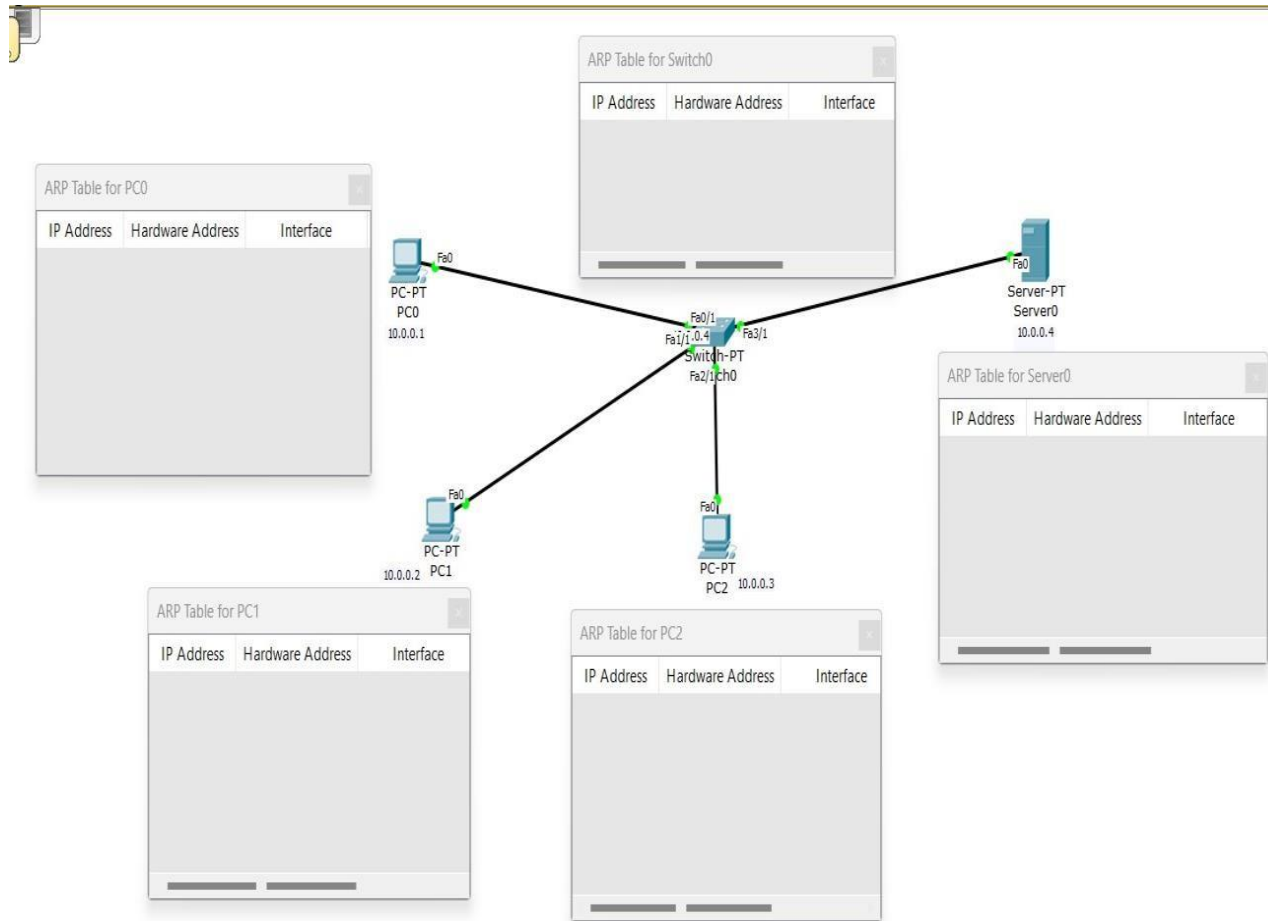 ARP Table for Switch0
x
IP Address Hardware Address Interface
ARP Table for PC0
x
IP Address Hardware Address Interface
Fa0
PC-PT
PC0
10.0.0.1
Fa0
Server-PT
Server0
10.0.0.4
Fa0/1
Fa1/1
.0.4
Fa3/1
Switch-PT
Fa2/1
ch0
ARP Table for Server0
x
IP Address Hardware Address Interface
Fa0
PC-PT
10.0.0.2 PC1
Fa0
PC-PT
PC2 10.0.0.3
ARP Table for PC1
x
IP Address Hardware Address Interface
ARP Table for PC2
x
IP Address Hardware Address Interface